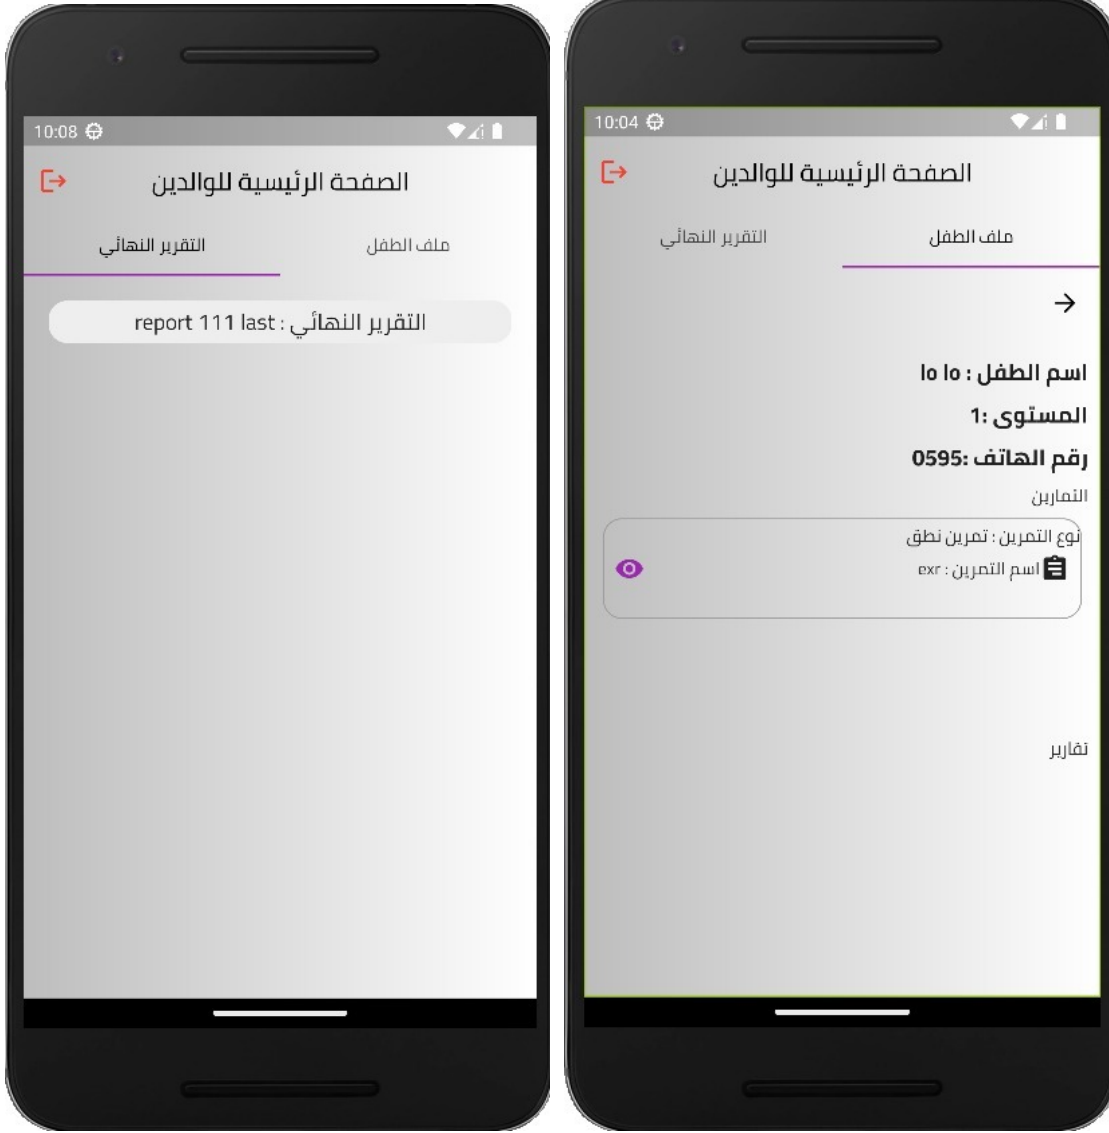 10:08
الصفحة الرئيسية للوالدين
ملف الطفل
التقرير النهائي
التقرير النهائي : report 111 last
10:04
الصفحة الرئيسية للوالدين
ملف الطفل
التقرير النهائي
اسم الطفل : lo lo
المستوى :1
رقم الهاتف :0595
التمارين
نوع التمرين : تمرين نطق
اسم التمرين : exr
تقارير